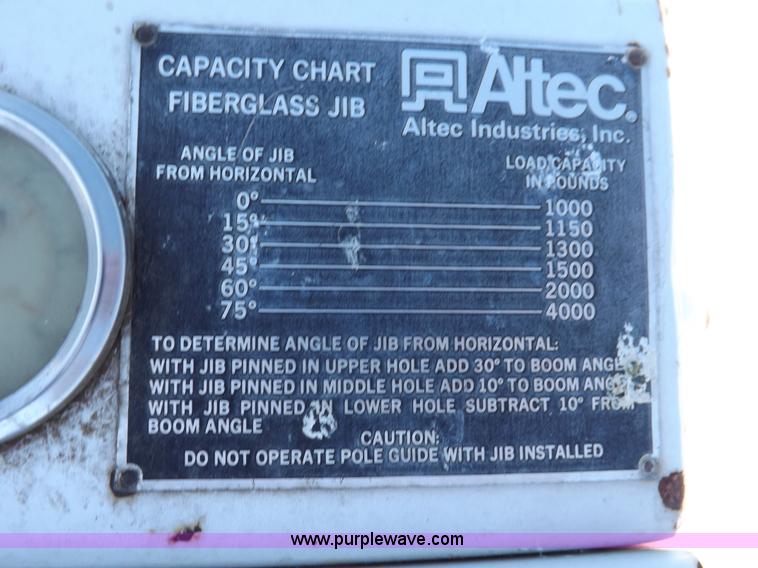 CAPACITY CHART
FIBERGLASS JIB
Altec®
Altec Industries, Inc.
ANGLE OF JIB
FROM HORIZONTAL
LOAD CAPACITY
IN POUNDS
0° 1000
15° 1150
30° 1300
45° 1500
60° 2000
75° 4000
TO DETERMINE ANGLE OF JIB FROM HORIZONTAL:
WITH JIB PINNED IN UPPER HOLE ADD 30° TO BOOM ANGLE
WITH JIB PINNED IN MIDDLE HOLE ADD 10° TO BOOM ANGLE
WITH JIB PINNED IN LOWER HOLE SUBTRACT 10° FROM
BOOM ANGLE
CAUTION:
DO NOT OPERATE POLE GUIDE WITH JIB INSTALLED
www.purplewave.com